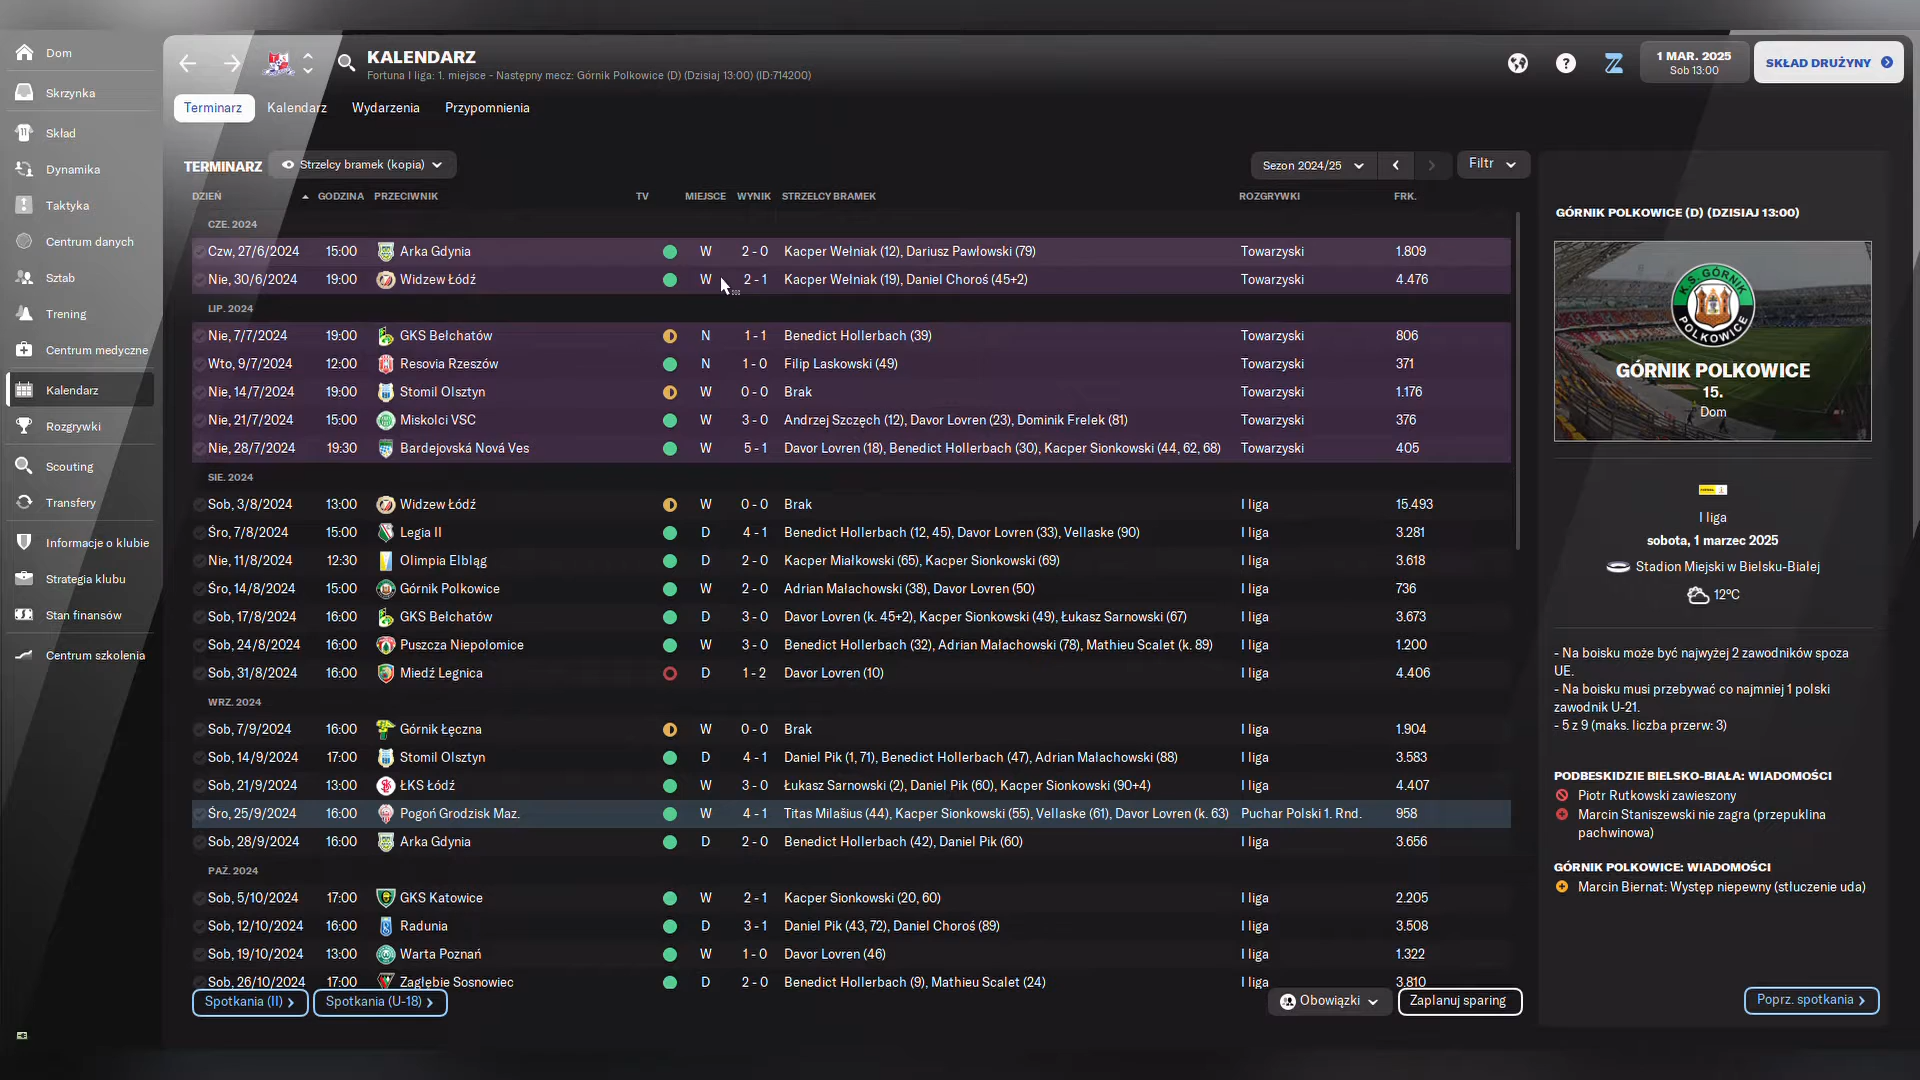 Dom
Skrzynka
Skład
Dynamika
Taktyka
Centrum danych
Sztab
Trening
Centrum medyczne
Kalendarz
Rozgrywki
Scouting
Transfery
Informacje o klubie
Strategia klubu
Stan finansów
Centrum szkolenia
KALENDARZ
Fortuna I liga: 1. miejsce - Następny mecz: Górnik Polkowice (D) (Dzisiaj 13:00) (ID:714200)
1 MAR. 2025
Sob 13:00
SKŁAD DRUŻYNY
Terminarz Kalendarz Wydarzenia Przypomnienia
TERMINARZ Strzelcy bramek (kopia) Sezon 2024/25 Filtr
DZIEŃ GODZINA PRZECIWNIK TV MIEJSCE WYNIK STRZELCY BRAMEK ROZGRYWKI FRK.
CZE. 2024
Czw, 27/6/2024 15:00 Arka Gdynia W 2 - 0 Kacper Wełniak (12), Dariusz Pawłowski (79) Towarzyski 1.809
Nie, 30/6/2024 19:00 Widzew Łódź W 2 - 1 Kacper Wełniak (19), Daniel Choroś (45+2) Towarzyski 4.476
LIP. 2024
Nie, 7/7/2024 19:00 GKS Bełchatów N 1 - 1 Benedict Hollerbach (39) Towarzyski 806
Wto, 9/7/2024 12:00 Resovia Rzeszów N 1 - 0 Filip Laskowski (49) Towarzyski 371
Nie, 14/7/2024 19:00 Stomil Olsztyn W 0 - 0 Brak Towarzyski 1.176
Nie, 21/7/2024 15:00 Miskolci VSC W 3 - 0 Andrzej Szczęch (12), Davor Lovren (23), Dominik Frelek (81) Towarzyski 376
Nie, 28/7/2024 19:30 Bardejovská Nová Ves W 5 - 1 Davor Lovren (18), Benedict Hollerbach (30), Kacper Sionkowski (44, 62, 68) Towarzyski 405
SIE. 2024
Sob, 3/8/2024 13:00 Widzew Łódź W 0 - 0 Brak I liga 15.493
Śro, 7/8/2024 15:00 Legia II D 4 - 1 Benedict Hollerbach (12, 45), Davor Lovren (33), Vellaske (90) I liga 3.281
Nie, 11/8/2024 12:30 Olimpia Elbląg D 2 - 0 Kacper Miałkowski (65), Kacper Sionkowski (69) I liga 3.618
Śro, 14/8/2024 15:00 Górnik Polkowice W 2 - 0 Adrian Małachowski (38), Davor Lovren (50) I liga 736
Sob, 17/8/2024 16:00 GKS Bełchatów D 3 - 0 Davor Lovren (k. 45+2), Kacper Sionkowski (49), Łukasz Sarnowski (67) I liga 3.673
Sob, 24/8/2024 16:00 Puszcza Niepołomice W 3 - 0 Benedict Hollerbach (32), Adrian Małachowski (78), Mathieu Scalet (k. 89) I liga 1.200
Sob, 31/8/2024 16:00 Miedź Legnica D 1 - 2 Davor Lovren (10) I liga 4.406
WRZ. 2024
Sob, 7/9/2024 16:00 Górnik Łęczna W 0 - 0 Brak I liga 1.904
Sob, 14/9/2024 17:00 Stomil Olsztyn D 4 - 1 Daniel Pik (1, 71), Benedict Hollerbach (47), Adrian Małachowski (88) I liga 3.583
Sob, 21/9/2024 13:00 ŁKS Łódź W 3 - 0 Łukasz Sarnowski (2), Daniel Pik (60), Kacper Sionkowski (90+4) I liga 4.407
Śro, 25/9/2024 16:00 Pogoń Grodzisk Maz. W 4 - 1 Titas Milašius (44), Kacper Sionkowski (55), Vellaske (61), Davor Lovren (k. 63) Puchar Polski 1. Rnd. 958
Sob, 28/9/2024 16:00 Arka Gdynia D 2 - 0 Benedict Hollerbach (42), Daniel Pik (60) I liga 3.656
PAŹ. 2024
Sob, 5/10/2024 17:00 GKS Katowice W 2 - 1 Kacper Sionkowski (20, 60) I liga 2.205
Sob, 12/10/2024 16:00 Radunia D 3 - 1 Daniel Pik (43, 72), Daniel Choroś (89) I liga 3.508
Sob, 19/10/2024 13:00 Warta Poznań W 1 - 0 Davor Lovren (46) I liga 1.322
Sob, 26/10/2024 17:00 Zagłębie Sosnowiec D 2 - 0 Benedict Hollerbach (9), Mathieu Scalet (24) I liga 3.810
Spotkania (II) Spotkania (U-18) Obowiązki Zaplanuj sparing
GÓRNIK POLKOWICE (D) (DZISIAJ 13:00)
K.S. GÓRNIK
POLKOWICE
GÓRNIK POLKOWICE
15.
Dom
I liga
sobota, 1 marzec 2025
Stadion Miejski w Bielsku-Białej
12°C
- Na boisku może być najwyżej 2 zawodników spoza
UE.
- Na boisku musi przebywać co najmniej 1 polski
zawodnik U-21.
- 5 z 9 (maks. liczba przerw: 3)
PODBESKIDZIE BIELSKO-BIAŁA: WIADOMOŚCI
Piotr Rutkowski zawieszony
Marcin Staniszewski nie zagra (przepuklina
pachwinowa)
GÓRNIK POLKOWICE: WIADOMOŚCI
Marcin Biernat: Występ niepewny (stłuczenie uda)
Poprz. spotkania